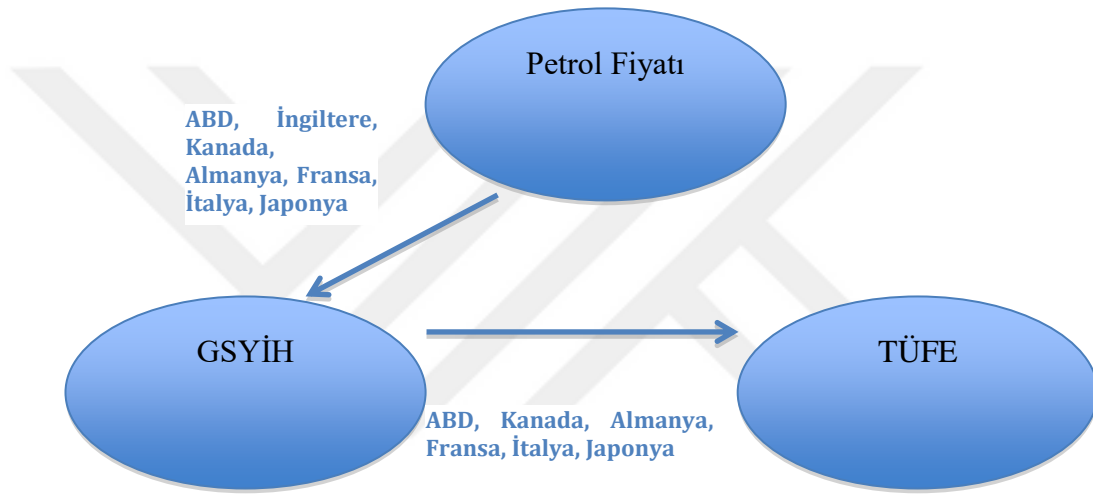 Petrol Fiyatı
ABD, İngiltere,
Kanada,
Almanya, Fransa,
İtalya, Japonya
GSYİH
TÜFE
ABD, Kanada, Almanya,
Fransa, İtalya, Japonya